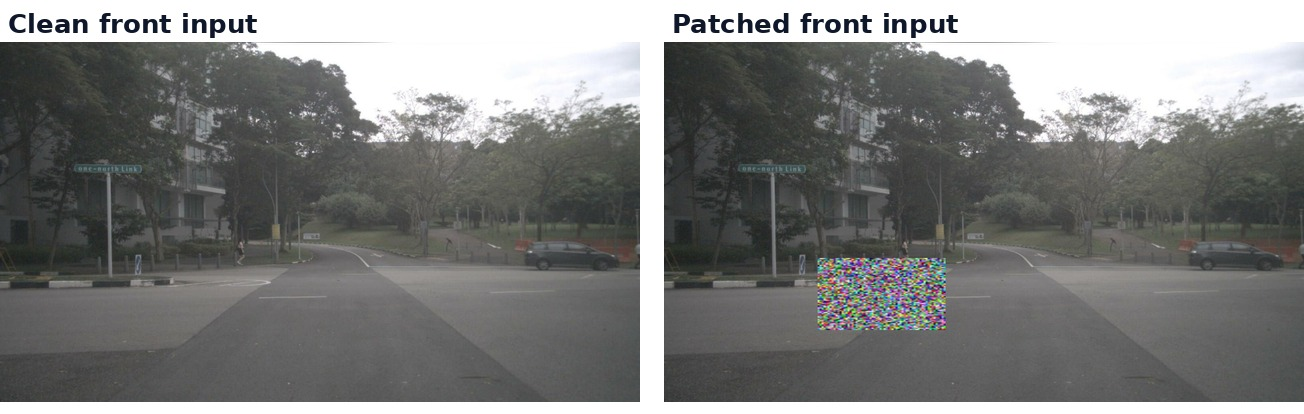 Clean front input
Patched front input
one-north Link
one-north Link